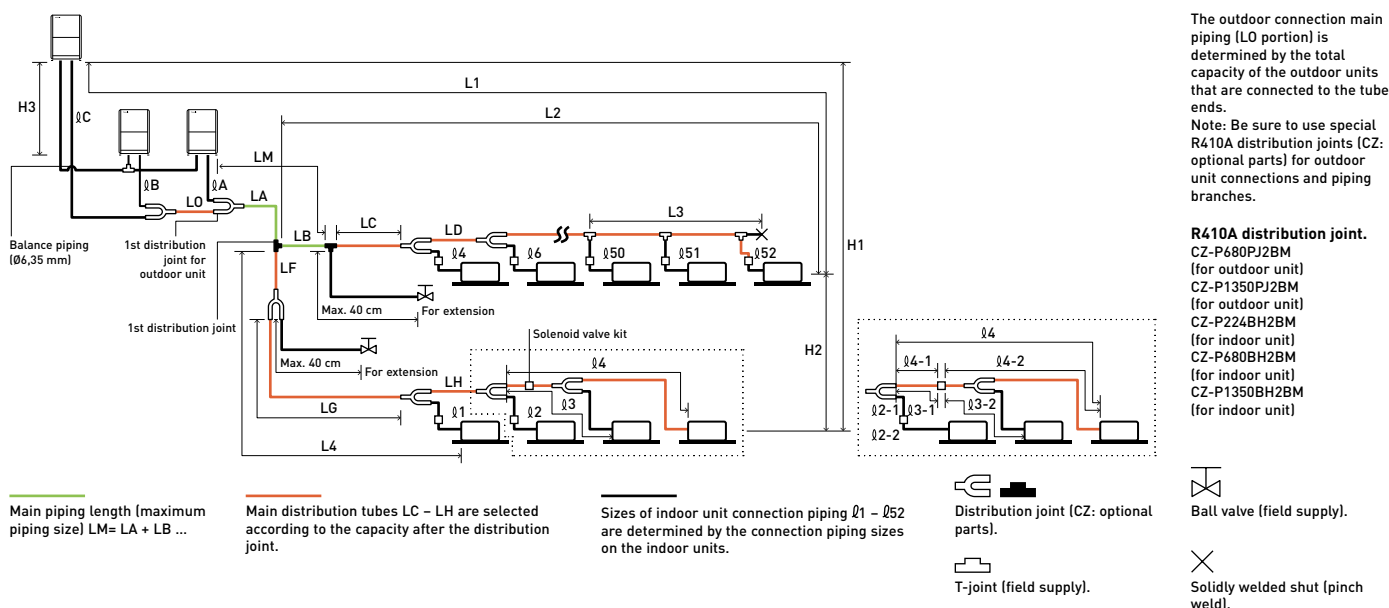 L1
H3
ℓC
L2
LM
ℓB
ℓA
LO
LA
LB
LC
LD
L3
H1
Balance piping
(Ø6,35 mm)
1st distribution
joint for
outdoor unit
LF
ℓ4
ℓ6
ℓ50
ℓ51
ℓ52
Max. 40 cm
For extension
1st distribution joint
Max. 40 cm
For extension
Solenoid valve kit
H2
LG
LH
ℓ4
ℓ1
ℓ2
ℓ3
L4
ℓ4
ℓ4-1
ℓ4-2
ℓ2-1
ℓ3-1
ℓ3-2
ℓ2-2
The outdoor connection main
piping (LO portion) is
determined by the total
capacity of the outdoor units
that are connected to the tube
ends.
Note: Be sure to use special
R410A distribution joints (CZ:
optional parts) for outdoor
unit connections and piping
branches.
R410A distribution joint.
CZ-P680PJ2BM
(for outdoor unit)
CZ-P1350PJ2BM
(for outdoor unit)
CZ-P224BH2BM
(for indoor unit)
CZ-P680BH2BM
(for indoor unit)
CZ-P1350BH2BM
(for indoor unit)
Main piping length (maximum
piping size) LM= LA + LB ...
Main distribution tubes LC – LH are selected
according to the capacity after the distribution
joint.
Sizes of indoor unit connection piping ℓ1 – ℓ52
are determined by the connection piping sizes
on the indoor units.
Distribution joint (CZ: optional
parts).
T-joint (field supply).
Ball valve (field supply).
Solidly welded shut (pinch
weld).